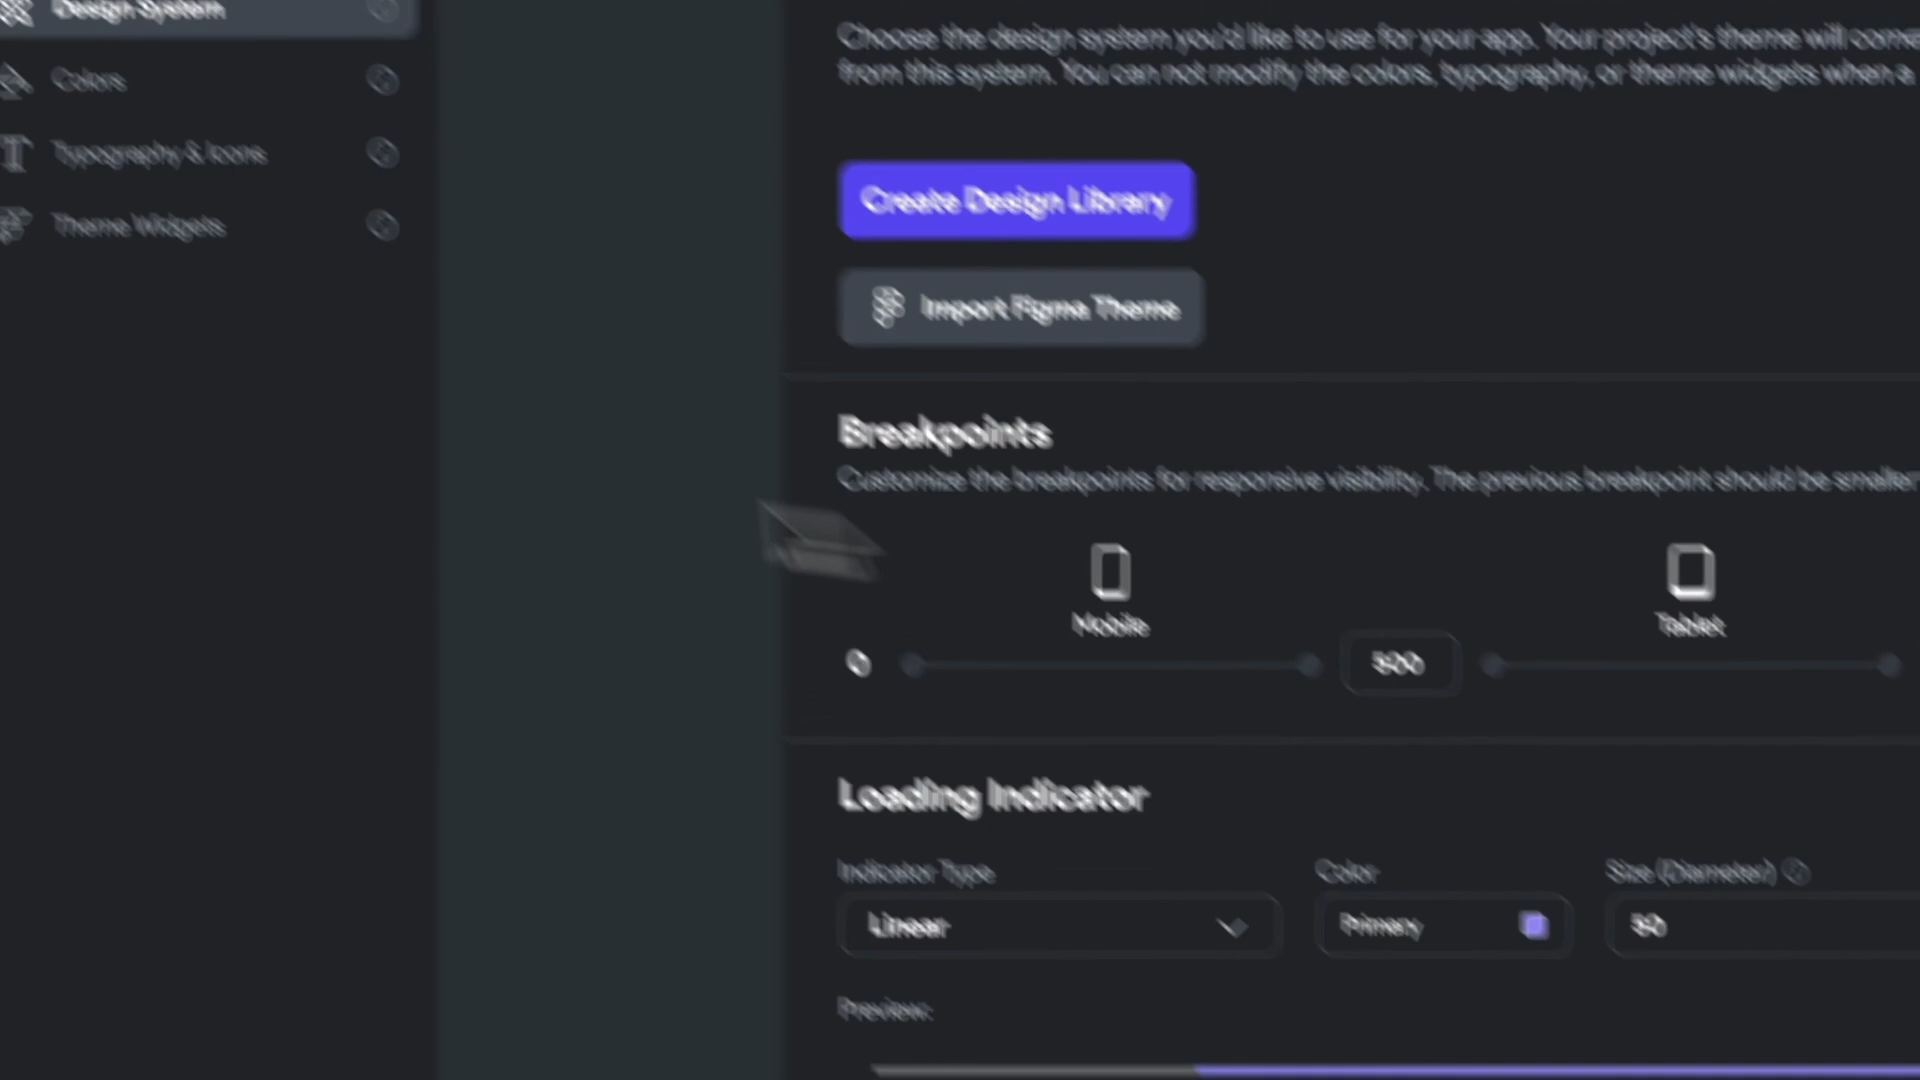 Design System
Colors
Typography & Icons
Theme Widgets
Choose the design system you'd like to use for your app. Your project's theme will come
from this system. You can not modify the colors, typography, or theme widgets when a
Create Design Library
Import Figma Theme
Breakpoints
Customize the breakpoints for responsive visibility. The previous breakpoint should be smaller
Mobile
Tablet
0
Loading Indicator
Indicator Type
Color
Size (Diameter)
Linear
Primary
50
Preview: